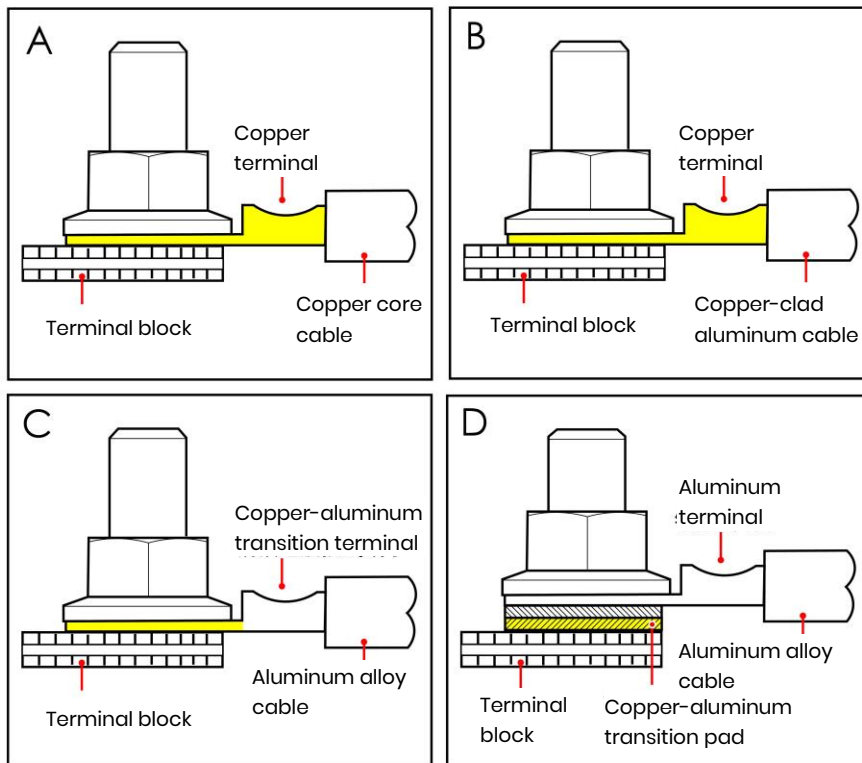 A
Copper
terminal
Terminal block
Copper core
cable
B
Copper
terminal
Terminal block
Copper-clad
aluminum cable
C
Copper-aluminum
transition terminal
Terminal block
Aluminum alloy
cable
D
Aluminum
terminal
Terminal
block
Aluminum alloy
cable
Copper-aluminum
transition pad